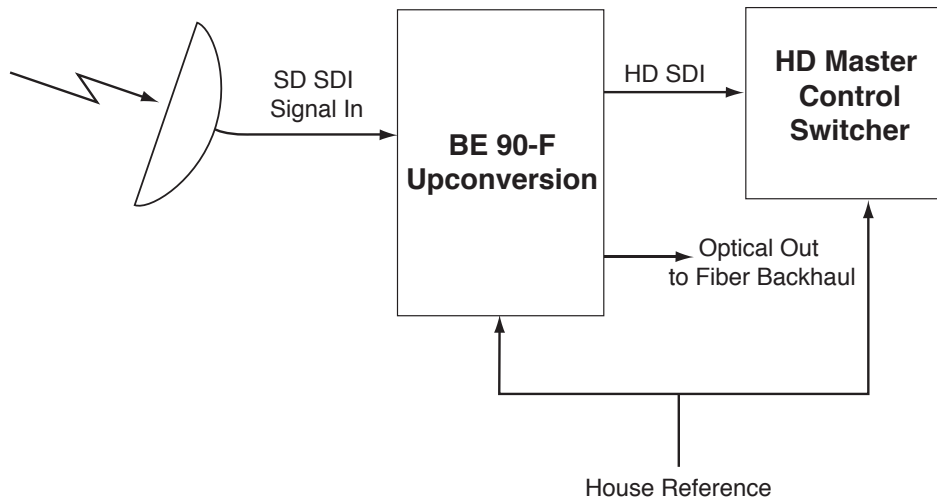 SD SDI
Signal In
BE 90-F
Upconversion
HD SDI
HD Master
Control
Switcher
Optical Out
to Fiber Backhaul
House Reference